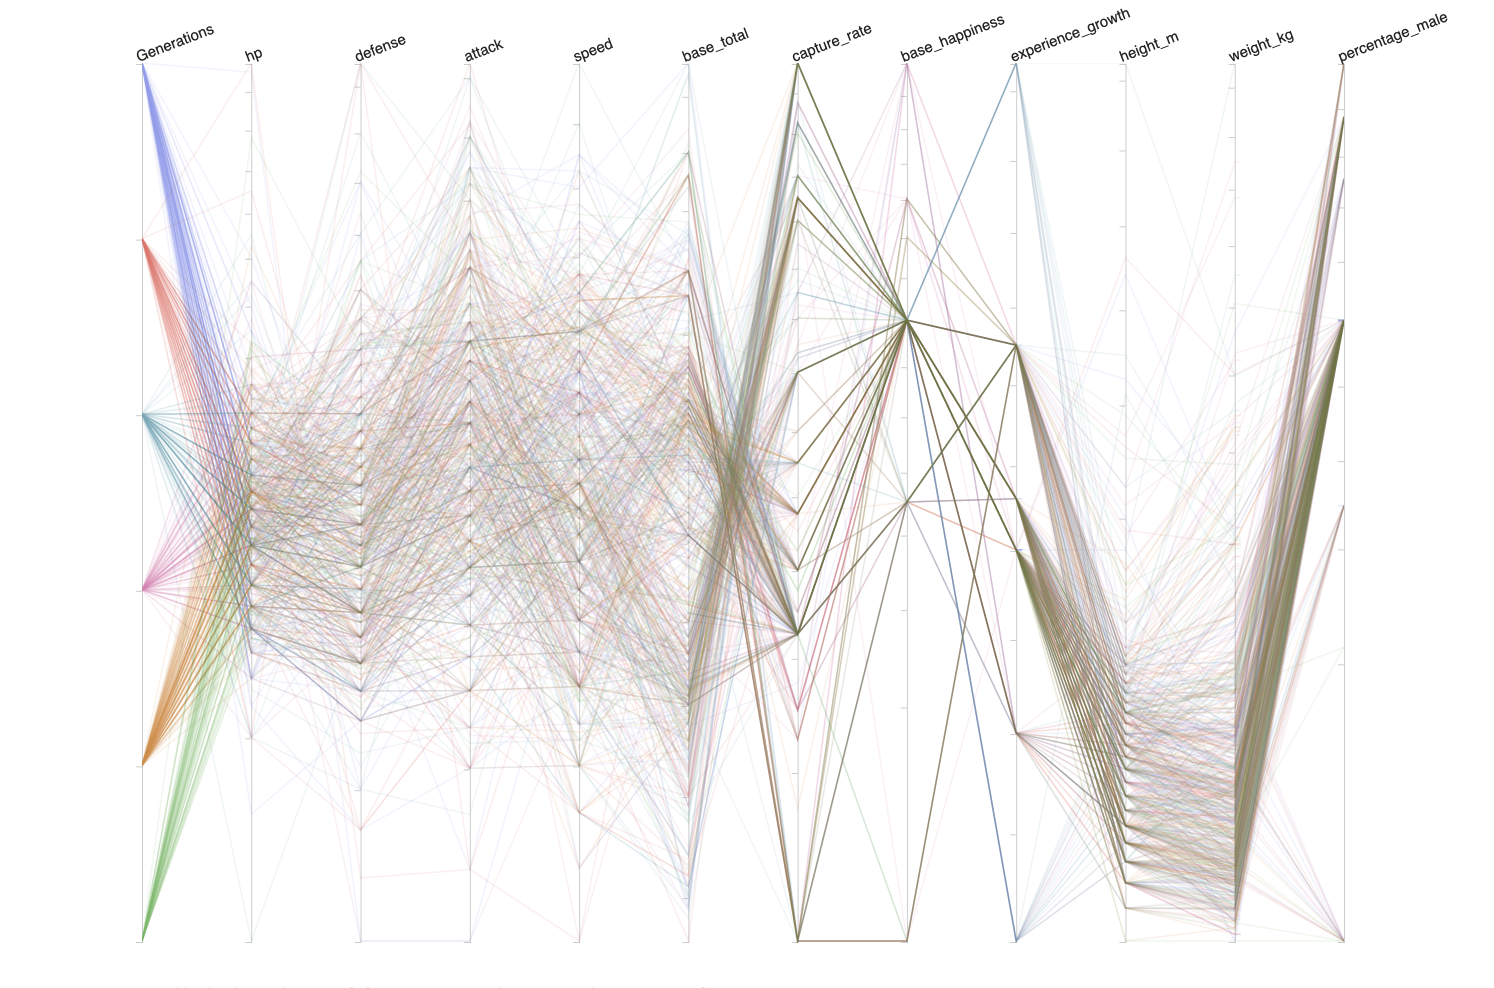 Generations
hp
defense
attack
speed
base_total
capture_rate
base_happiness
experience_growth
height_m
weight_kg
percentage_male